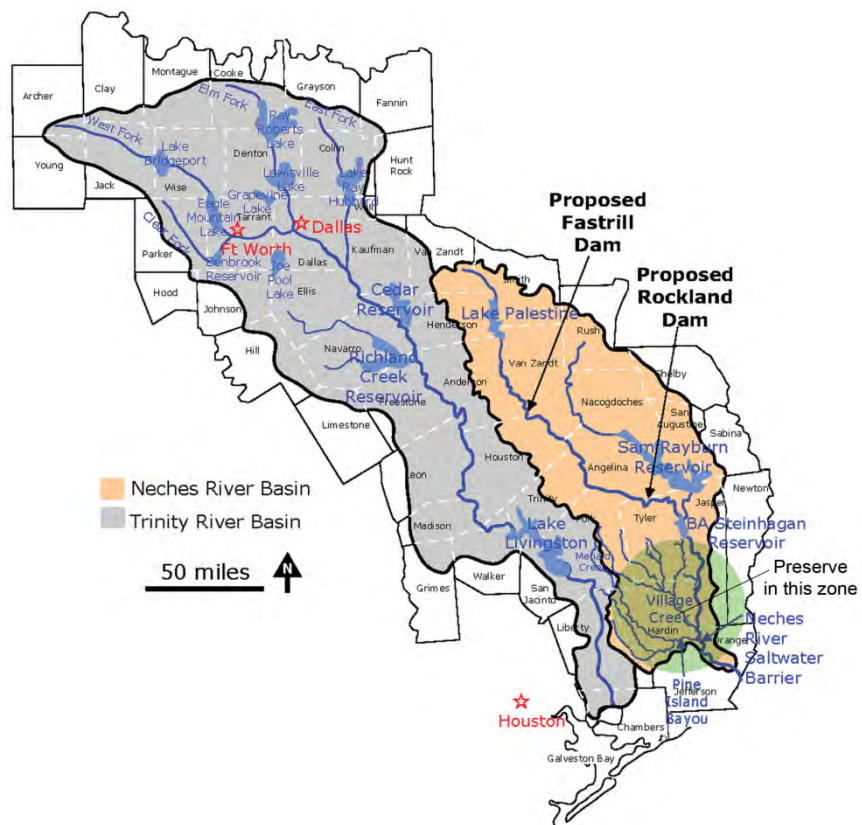 Montague
Cooke
Grayson
Clay
Archer
Fannin
Elm Fork
East Fork
Ray
Roberts
Lake
West Fork
Lake
Bridgeport
Denton
Collin
Hunt
Rock
Young
Jack
Wise
Lewisville
Lake
Grapevine
Lake
Lake
Ray
Hubbard
Eagle
Mountain
Lake
Tarrant
Dallas
Ft Worth
Clear Fork
Parker
Benbrook
Reservoir
Joe
Pool
Lake
Dallas
Ellis
Kaufman
Van Zandt
Hood
Johnson
Hill
Cedar
Reservoir
Henderson
Navarro
Richland
Creek
Reservoir
Freestone
Anderson
Limestone
Leon
Houston
Madison
Trinity
Proposed
Fastrill
Dam
Proposed
Rockland
Dam
Smith
Lake Palestine
Rush
Van Zandt
Shelby
Nacogdoches
San
Augustine
Sabina
Sam Rayburn
Reservoir
Angelina
Newton
Jasper
Polk
Tyler
BA Steinhagan
Reservoir
Neches River Basin
Trinity River Basin
50 miles
N
Lake
Livingston
Menard
Creek
Preserve
in this zone
Grimes
Walker
San
Jacinto
Village
Creek
Hardin
Liberty
Orange
Neches
River
Saltwater
Barrier
Jefferson
Pine
Island
Bayou
Houston
Chambers
Galveston Bay